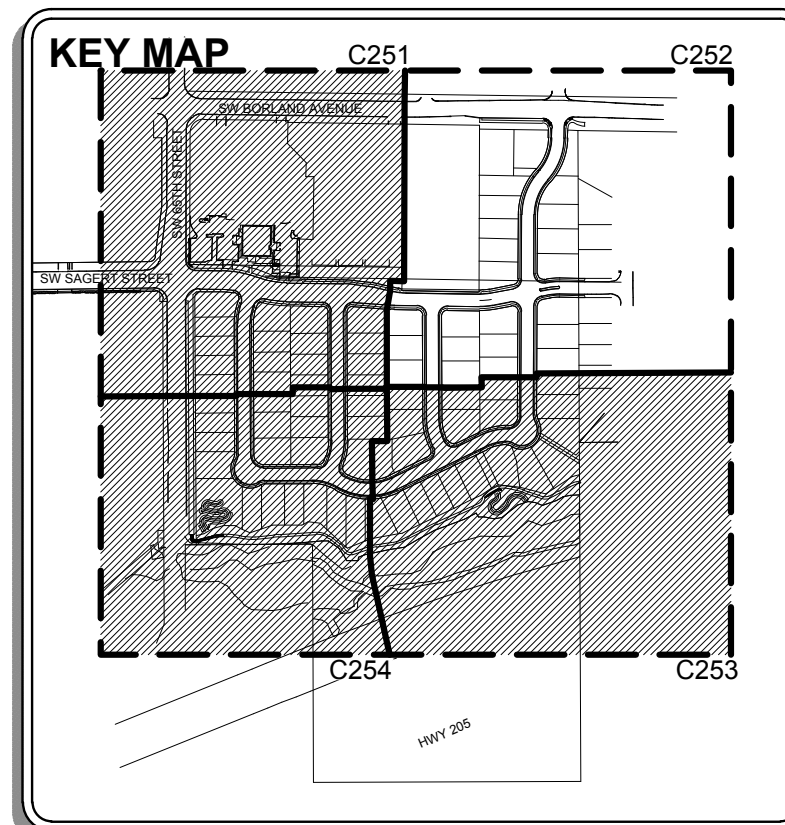 KEY MAP
C251
C252
SW BORLAND AVENUE
SW 65TH STREET
SW SAGERT STREET
C254
C253
HWY 205